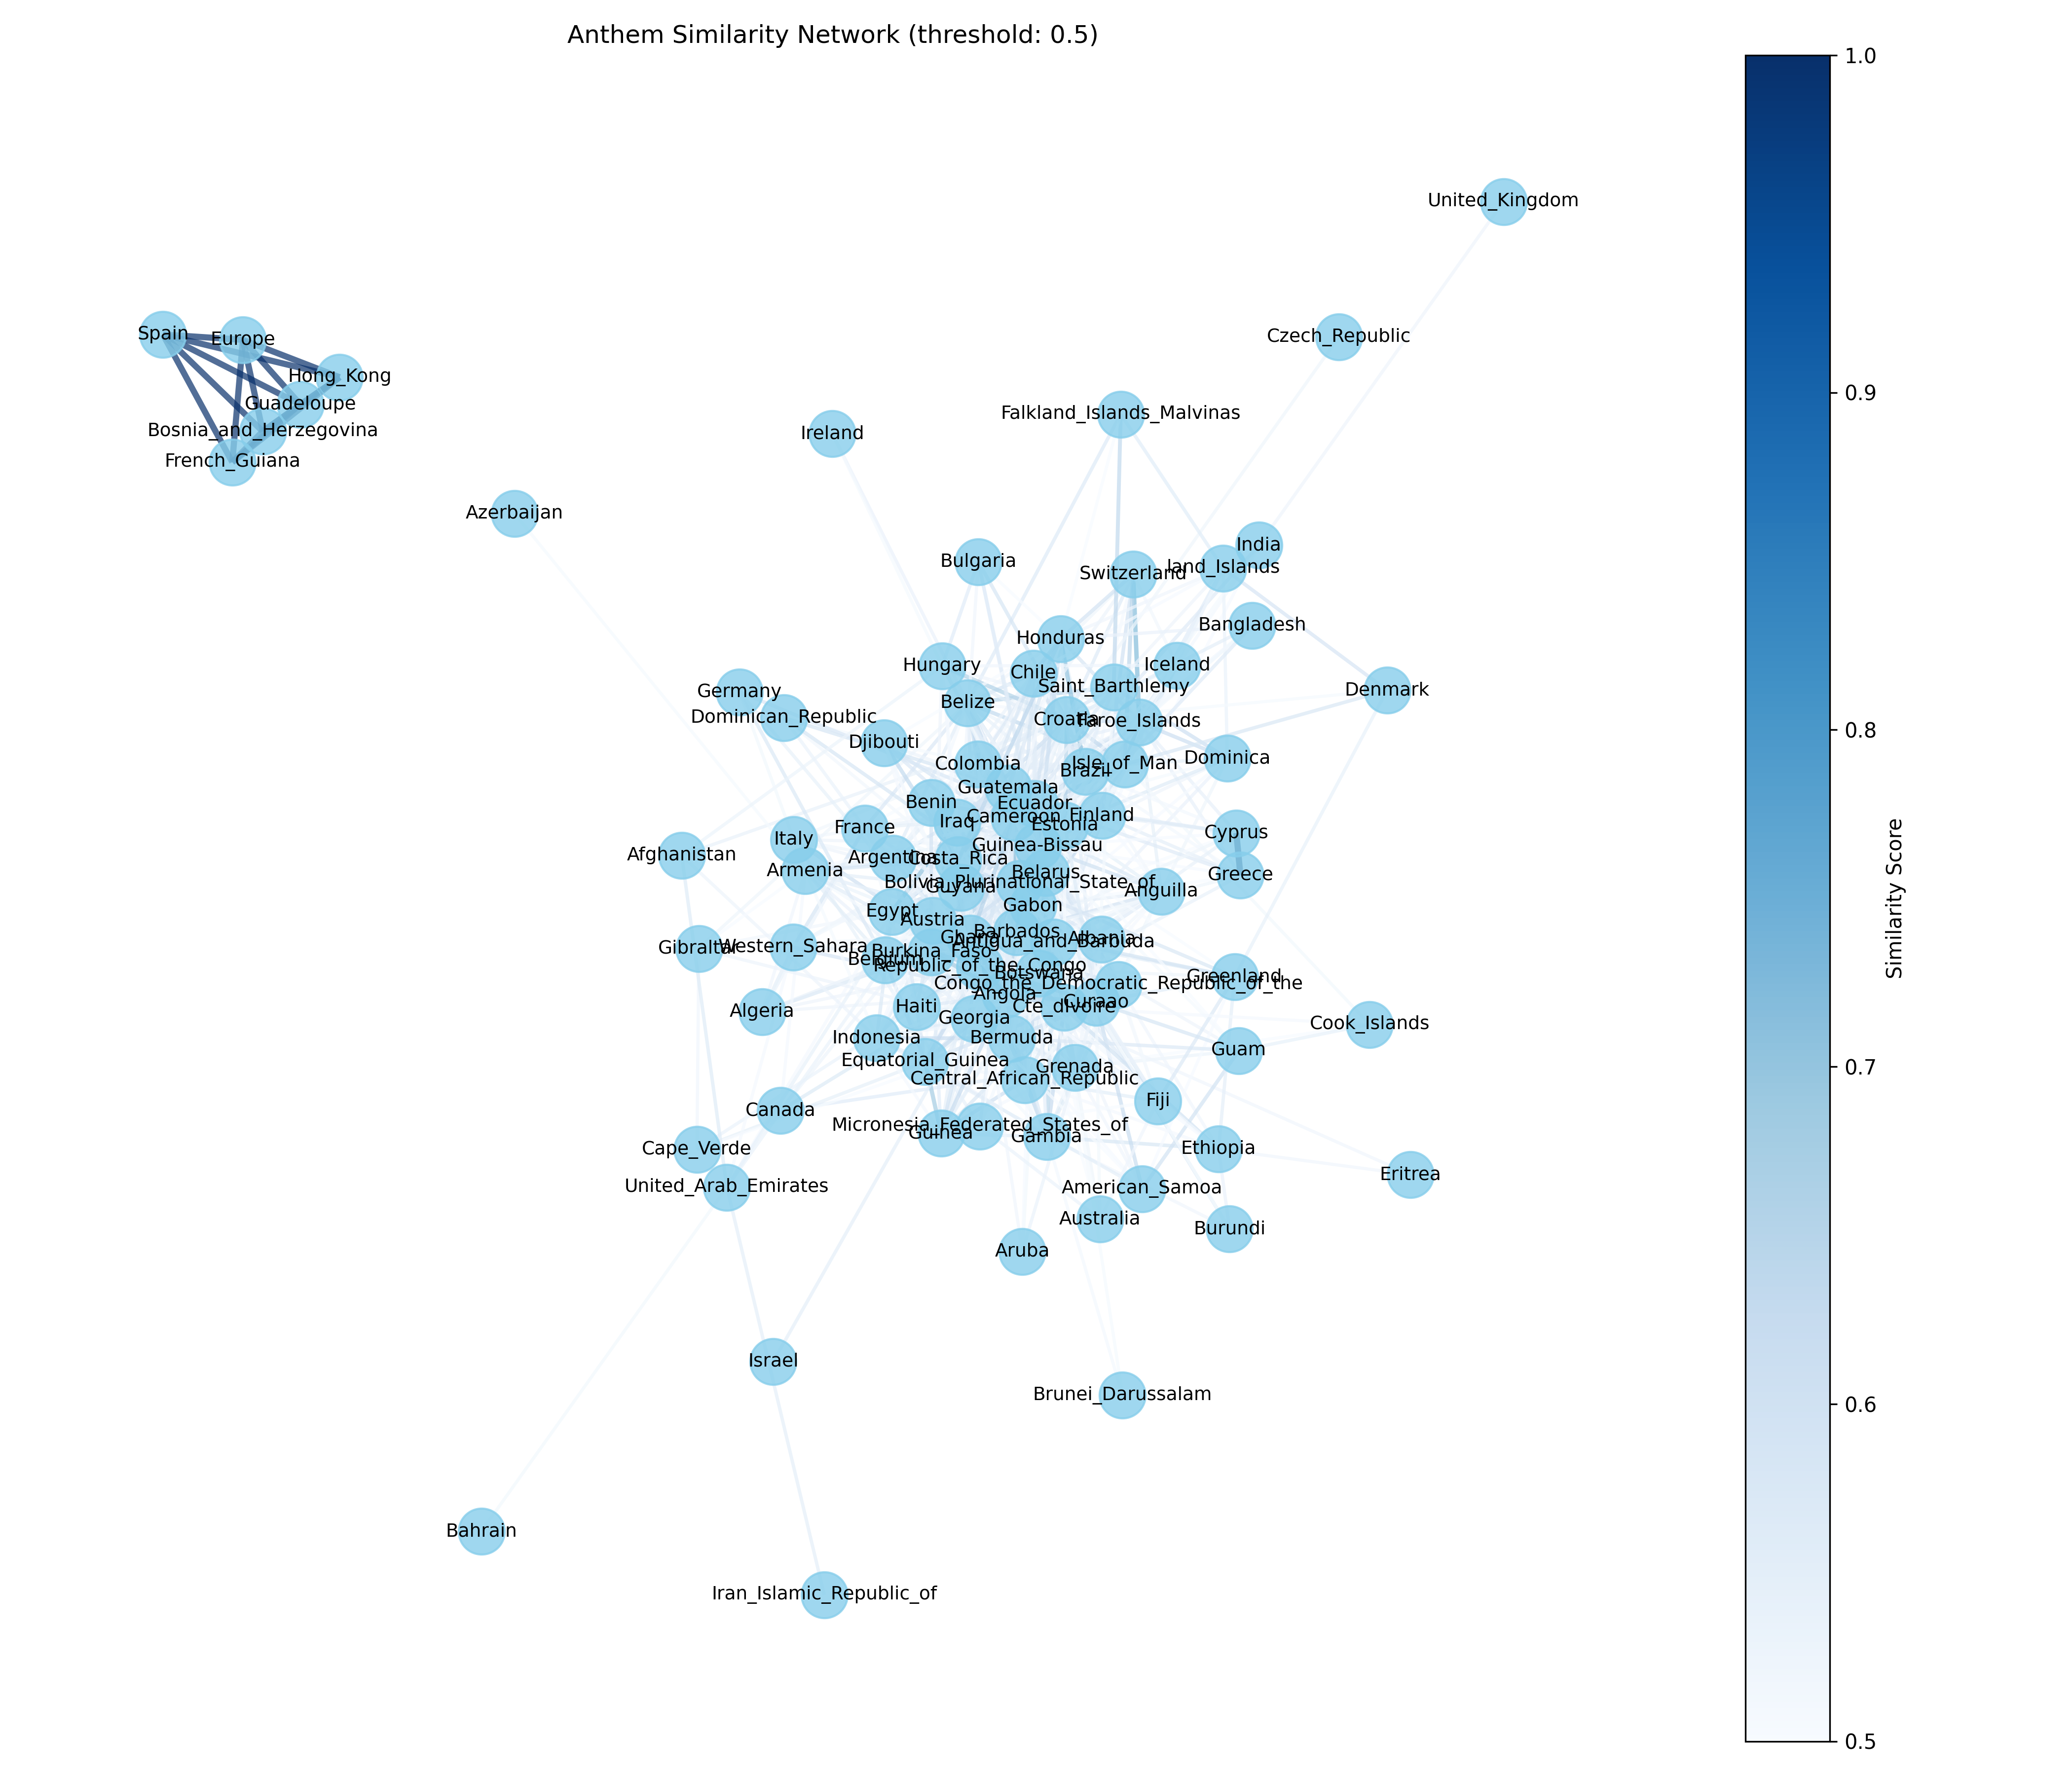 Anthem Similarity Network (threshold: 0.5)
1.0
United_Kingdom
Spain
Europe
Czech_Republic
Hong_Kong
0.9
Guadeloupe
Falkland_Islands_Malvinas
Bosnia_and_Herzegovina
Ireland
French_Guiana
Azerbaijan
India
Bulgaria
land_Islands
Switzerland
Bangladesh
Honduras
Hungary
Iceland
Chile
Saint_Barthlemy
Germany
Denmark
Belize
Dominican_Republic
Croatia
Faroe_Islands
0.8
Djibouti
Dominica
Colombia
Isle_of_Man
Brazil
Guatemala
Benin
Ecuador
Cameroon
Finland
Iraq
Estonia
France
Cyprus
Italy
Guinea-Bissau
Afghanistan
Argentina
Costa_Rica
Armenia
Belarus
Greece
Bolivia_Plurinational_State_of
Guyana
Anguilla
Similarity Score
Gabon
Egypt
Austria
Barbados
Ghana
Albania
Antigua_and_Barbuda
Gibraltar
Western_Sahara
Burkina_Faso
Belgium
Republic_of_the_Congo
Botswana
Greenland
Congo_the_Democratic_Republic_of_the
Angola
Curaao
Haiti
Cte_dIvoire
Algeria
Georgia
Cook_Islands
Indonesia
Bermuda
Guam
Equatorial_Guinea
Grenada
0.7
Central_African_Republic
Fiji
Canada
Micronesia_Federated_States_of
Guinea
Gambia
Cape_Verde
Ethiopia
Eritrea
United_Arab_Emirates
American_Samoa
Australia
Burundi
Aruba
Israel
Brunei_Darussalam
0.6
Bahrain
Iran_Islamic_Republic_of
0.5